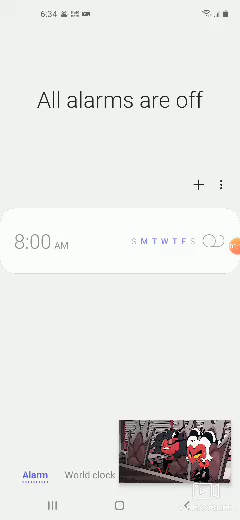 6:34
All alarms are off
8:00 AM
S M T W T F S
Alarm World clock